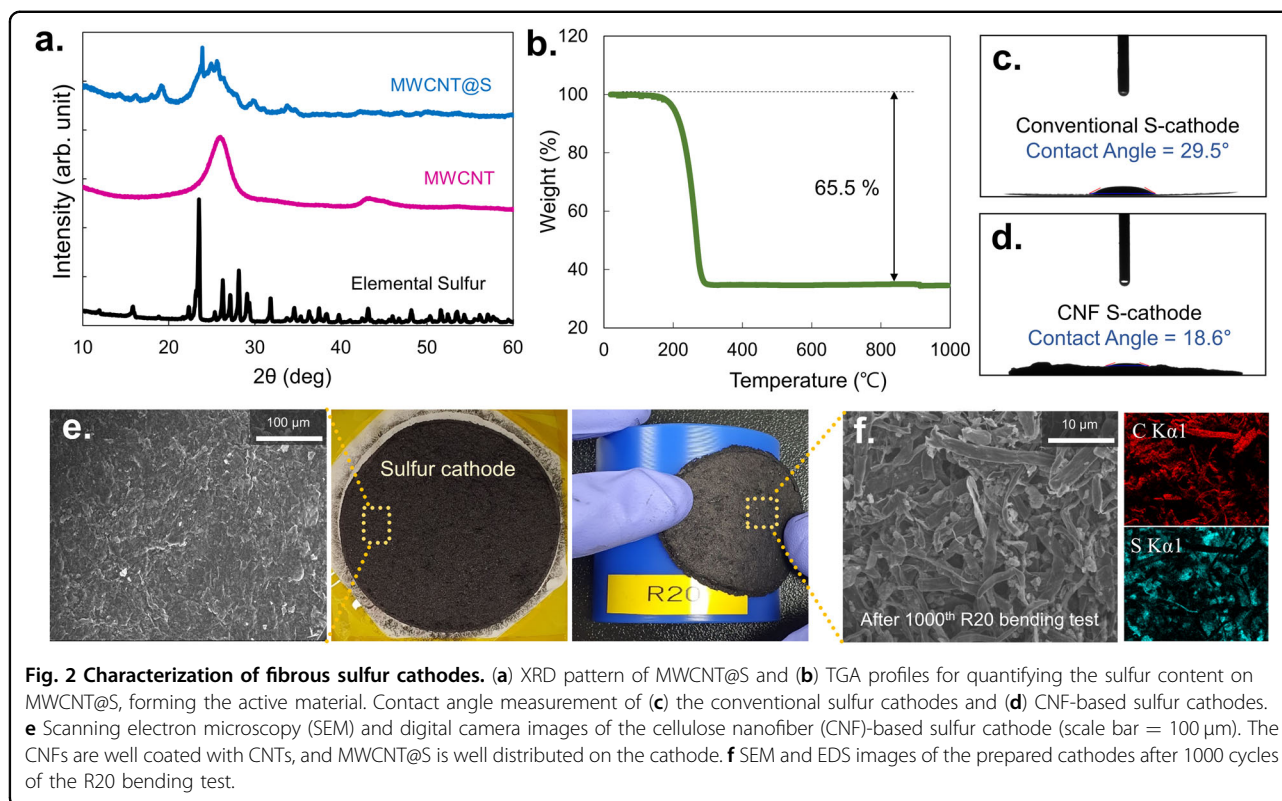 a.
MWCNT@S
MWCNT
Elemental Sulfur
Intensity (arb. unit)
10 20 30 40 50 60
2θ (deg)
b.
120
100
80
60
40
20
Weight (%)
65.5 %
0 200 400 600 800 1000
Temperature (℃)
c.
Conventional S-cathode
Contact Angle = 29.5°
d.
CNF S-cathode
Contact Angle = 18.6°
e.
100 μm
Sulfur cathode
R20
f.
10 μm
After 1000th R20 bending test
C Kα1
S Kα1
Fig. 2 Characterization of fibrous sulfur cathodes. (a) XRD pattern of MWCNT@S and (b) TGA profiles for quantifying the sulfur content on
MWCNT@S, forming the active material. Contact angle measurement of (c) the conventional sulfur cathodes and (d) CNF-based sulfur cathodes.
e Scanning electron microscopy (SEM) and digital camera images of the cellulose nanofiber (CNF)-based sulfur cathode (scale bar = 100 μm). The
CNFs are well coated with CNTs, and MWCNT@S is well distributed on the cathode. f SEM and EDS images of the prepared cathodes after 1000 cycles
of the R20 bending test.